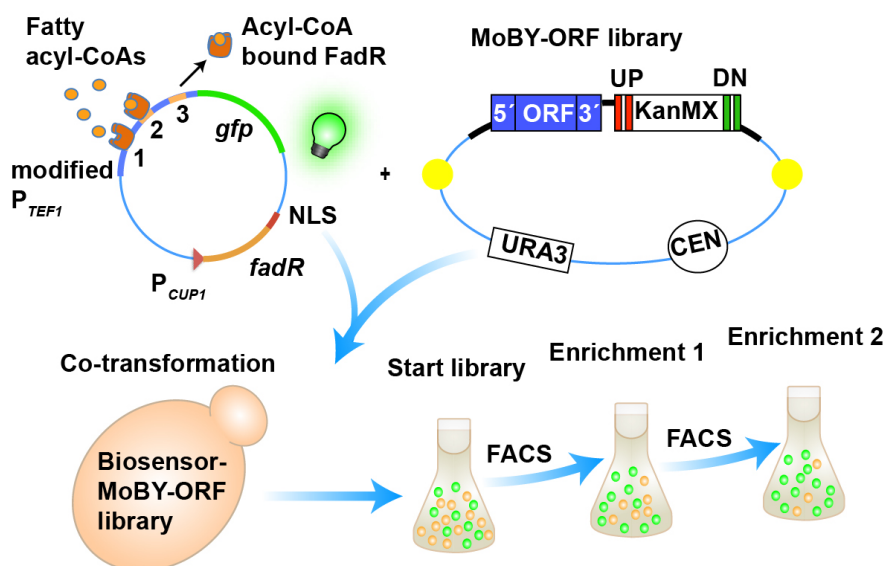 Fatty
acyl-CoAs
Acyl-CoA
bound FadR
MoBY-ORF library
UP
DN
5´ ORF 3´
KanMX
gfp
1
2
3
modified
P_TEF1
+
NLS
fadR
P_CUP1
URA3
CEN
Co-transformation
Start library
Enrichment 1
Enrichment 2
FACS
FACS
Biosensor-
MoBY-ORF
library